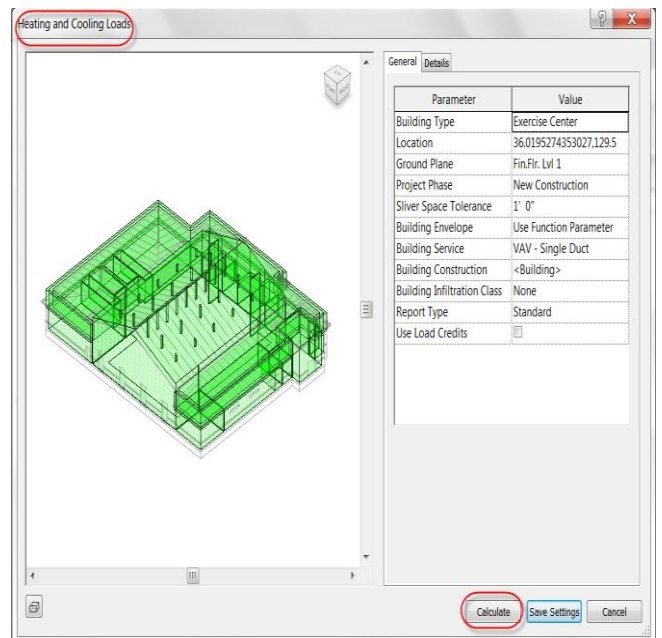 Heating and Cooling Loads
General Details
Parameter Value
Building Type Exercise Center
Location 36.0195274353027,129.5
Ground Plane Fin.Flr. Lvl 1
Project Phase New Construction
Sliver Space Tolerance 1' 0"
Building Envelope Use Function Parameter
Building Service VAV - Single Duct
Building Construction <Building>
Building Infiltration Class None
Report Type Standard
Use Load Credits
Calculate Save Settings Cancel